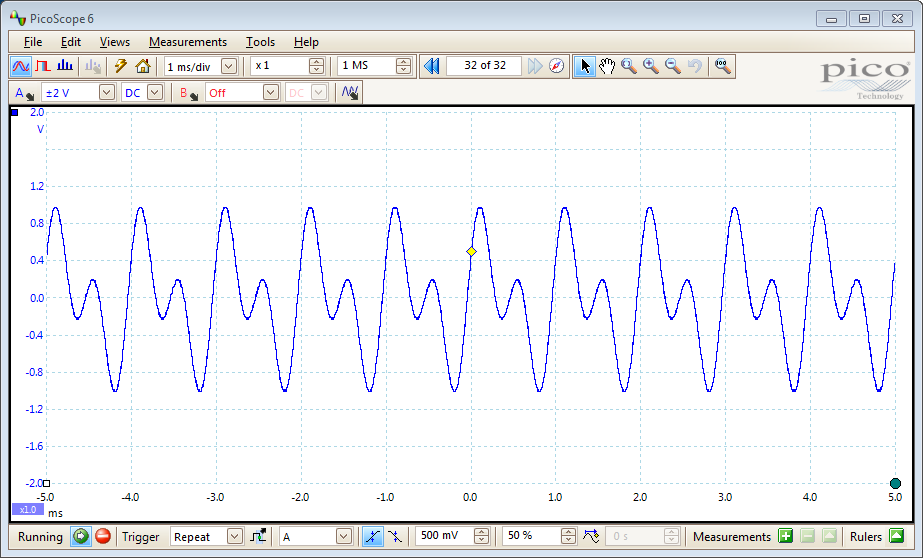 PicoScope 6
File Edit Views Measurements Tools Help
1 ms/div x 1 1 MS 32 of 32 100%
pico
Technology
A ±2 V DC B Off DC
2.0
V
1.2
0.8
0.4
0.0
-0.4
-0.8
-1.2
-1.6
-2.0
-5.0 -4.0 -3.0 -2.0 -1.0 0.0 1.0 2.0 3.0 4.0 5.0
x1.0 ms
Running Trigger Repeat A 500 mV 50 % 0 s Measurements Rulers